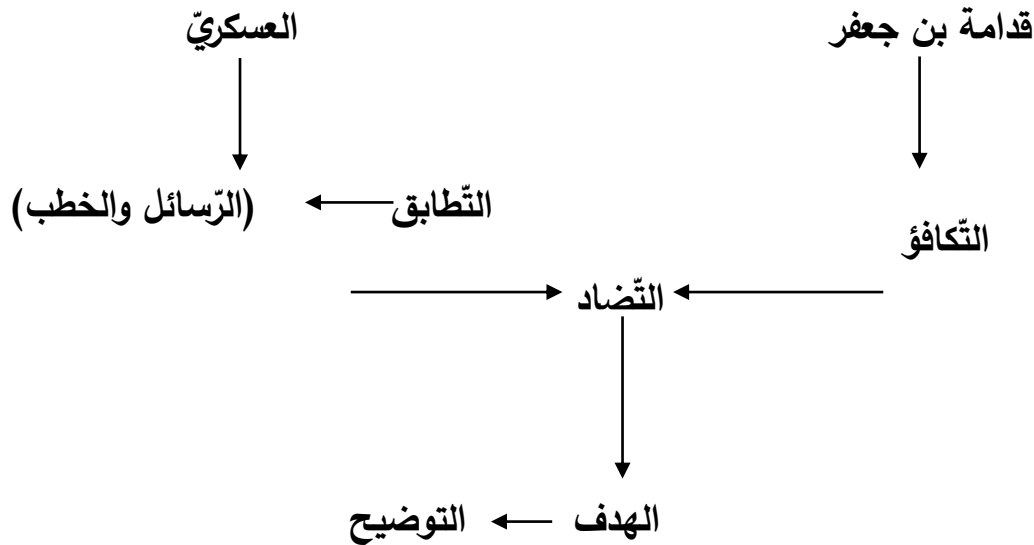 قدامة بن جعفر
العسكريّ
التّطابق
(الرّسائل والخطب)
التّكافؤ
التّضاد
الهدف
التوضيح